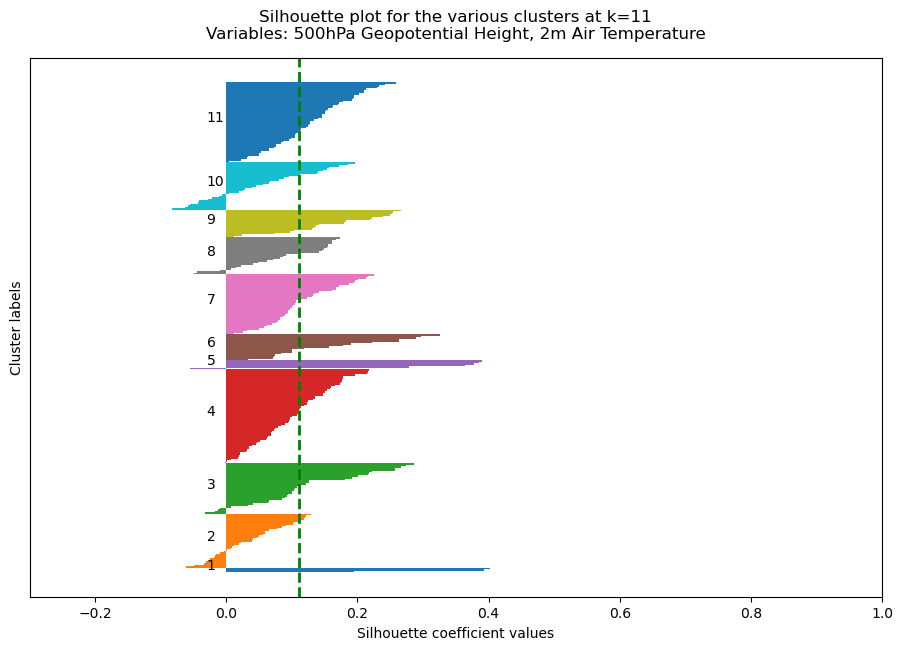 Silhouette plot for the various clusters at k=11
Variables: 500hPa Geopotential Height, 2m Air Temperature
Cluster labels
11
10
9
8
7
6
5
4
3
2
1
−0.2 0.0 0.2 0.4 0.6 0.8 1.0
Silhouette coefficient values